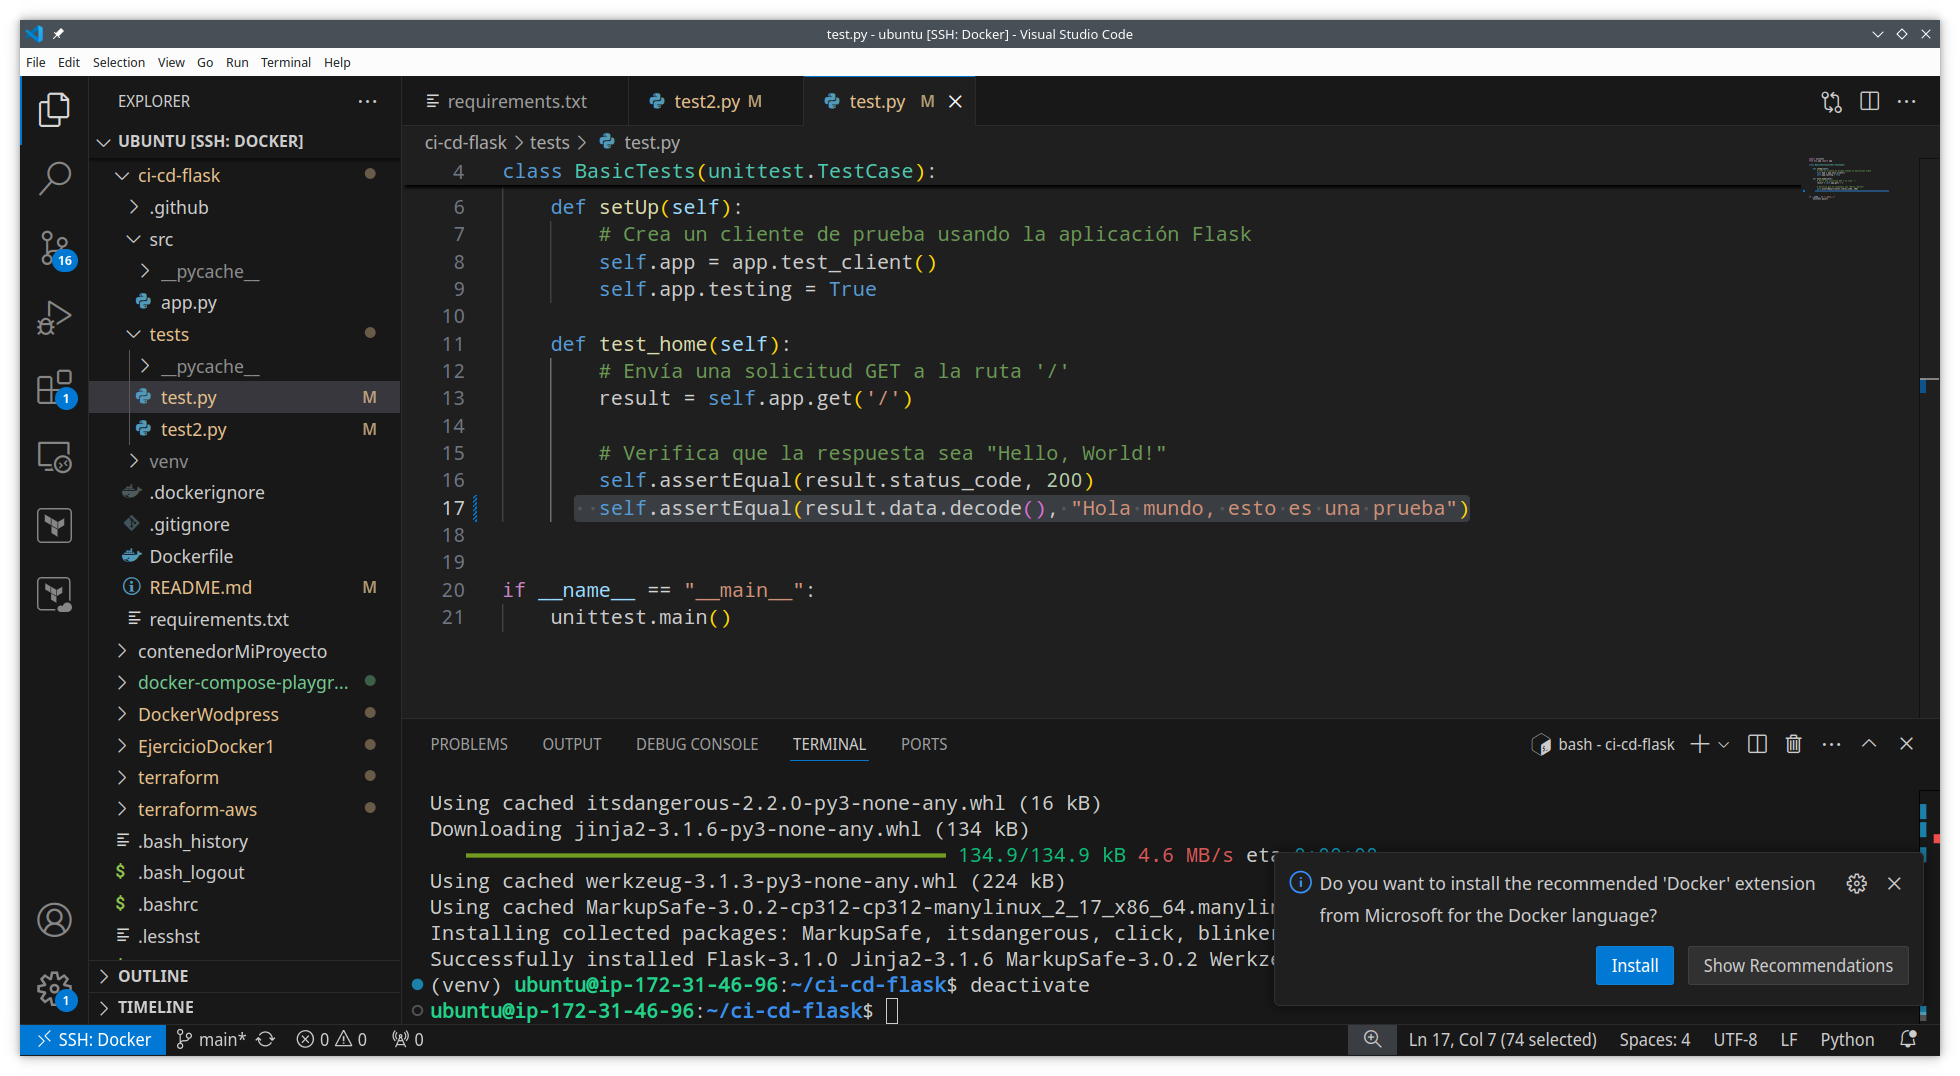 test.py - ubuntu [SSH: Docker] - Visual Studio Code
File Edit Selection View Go Run Terminal Help
EXPLORER
UBUNTU [SSH: DOCKER]
ci-cd-flask
.github
src
__pycache__
app.py
tests
__pycache__
test.py M
test2.py M
venv
.dockerignore
.gitignore
Dockerfile
README.md M
requirements.txt
contenedorMiProyecto
docker-compose-playgr...
DockerWodpress
EjercicioDocker1
terraform
terraform-aws
.bash_history
.bash_logout
.bashrc
.lesshst
OUTLINE
TIMELINE
16
1
1
requirements.txt test2.py M test.py M
ci-cd-flask > tests > test.py
4 class BasicTests(unittest.TestCase):
6 def setUp(self):
7 # Crea un cliente de prueba usando la aplicación Flask
8 self.app = app.test_client()
9 self.app.testing = True
10
11 def test_home(self):
12 # Envía una solicitud GET a la ruta '/'
13 result = self.app.get('/')
14
15 # Verifica que la respuesta sea "Hello, World!"
16 self.assertEqual(result.status_code, 200)
17 self.assertEqual(result.data.decode(), "Hola mundo, esto es una prueba")
18
19
20 if __name__ == "__main__":
21 unittest.main()
PROBLEMS OUTPUT DEBUG CONSOLE TERMINAL PORTS
bash - ci-cd-flask
Using cached itsdangerous-2.2.0-py3-none-any.whl (16 kB)
Downloading jinja2-3.1.6-py3-none-any.whl (134 kB)
134.9/134.9 kB 4.6 MB/s eta
Using cached werkzeug-3.1.3-py3-none-any.whl (224 kB)
Using cached MarkupSafe-3.0.2-cp312-cp312-manylinux_2_17_x86_64.manylin
Installing collected packages: MarkupSafe, itsdangerous, click, blinker
Successfully installed Flask-3.1.0 Jinja2-3.1.6 MarkupSafe-3.0.2 Werkze
(venv) ubuntu@ip-172-31-46-96:~/ci-cd-flask$ deactivate
ubuntu@ip-172-31-46-96:~/ci-cd-flask$
Do you want to install the recommended 'Docker' extension
from Microsoft for the Docker language?
Install Show Recommendations
SSH: Docker main* 0 0 0 Ln 17, Col 7 (74 selected) Spaces: 4 UTF-8 LF Python